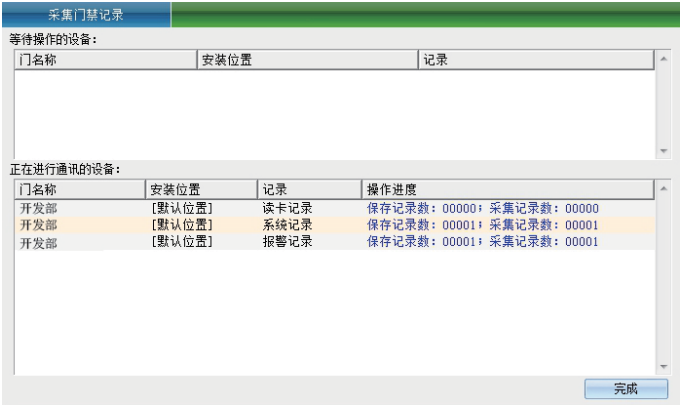 采集门禁记录
等待操作的设备：
门名称 安装位置 记录
正在进行通讯的设备：
门名称 安装位置 记录 操作进度
开发部 [默认位置] 读卡记录 保存记录数：00000；采集记录数：00000
开发部 [默认位置] 系统记录 保存记录数：00001；采集记录数：00001
开发部 [默认位置] 报警记录 保存记录数：00001；采集记录数：00001
完成